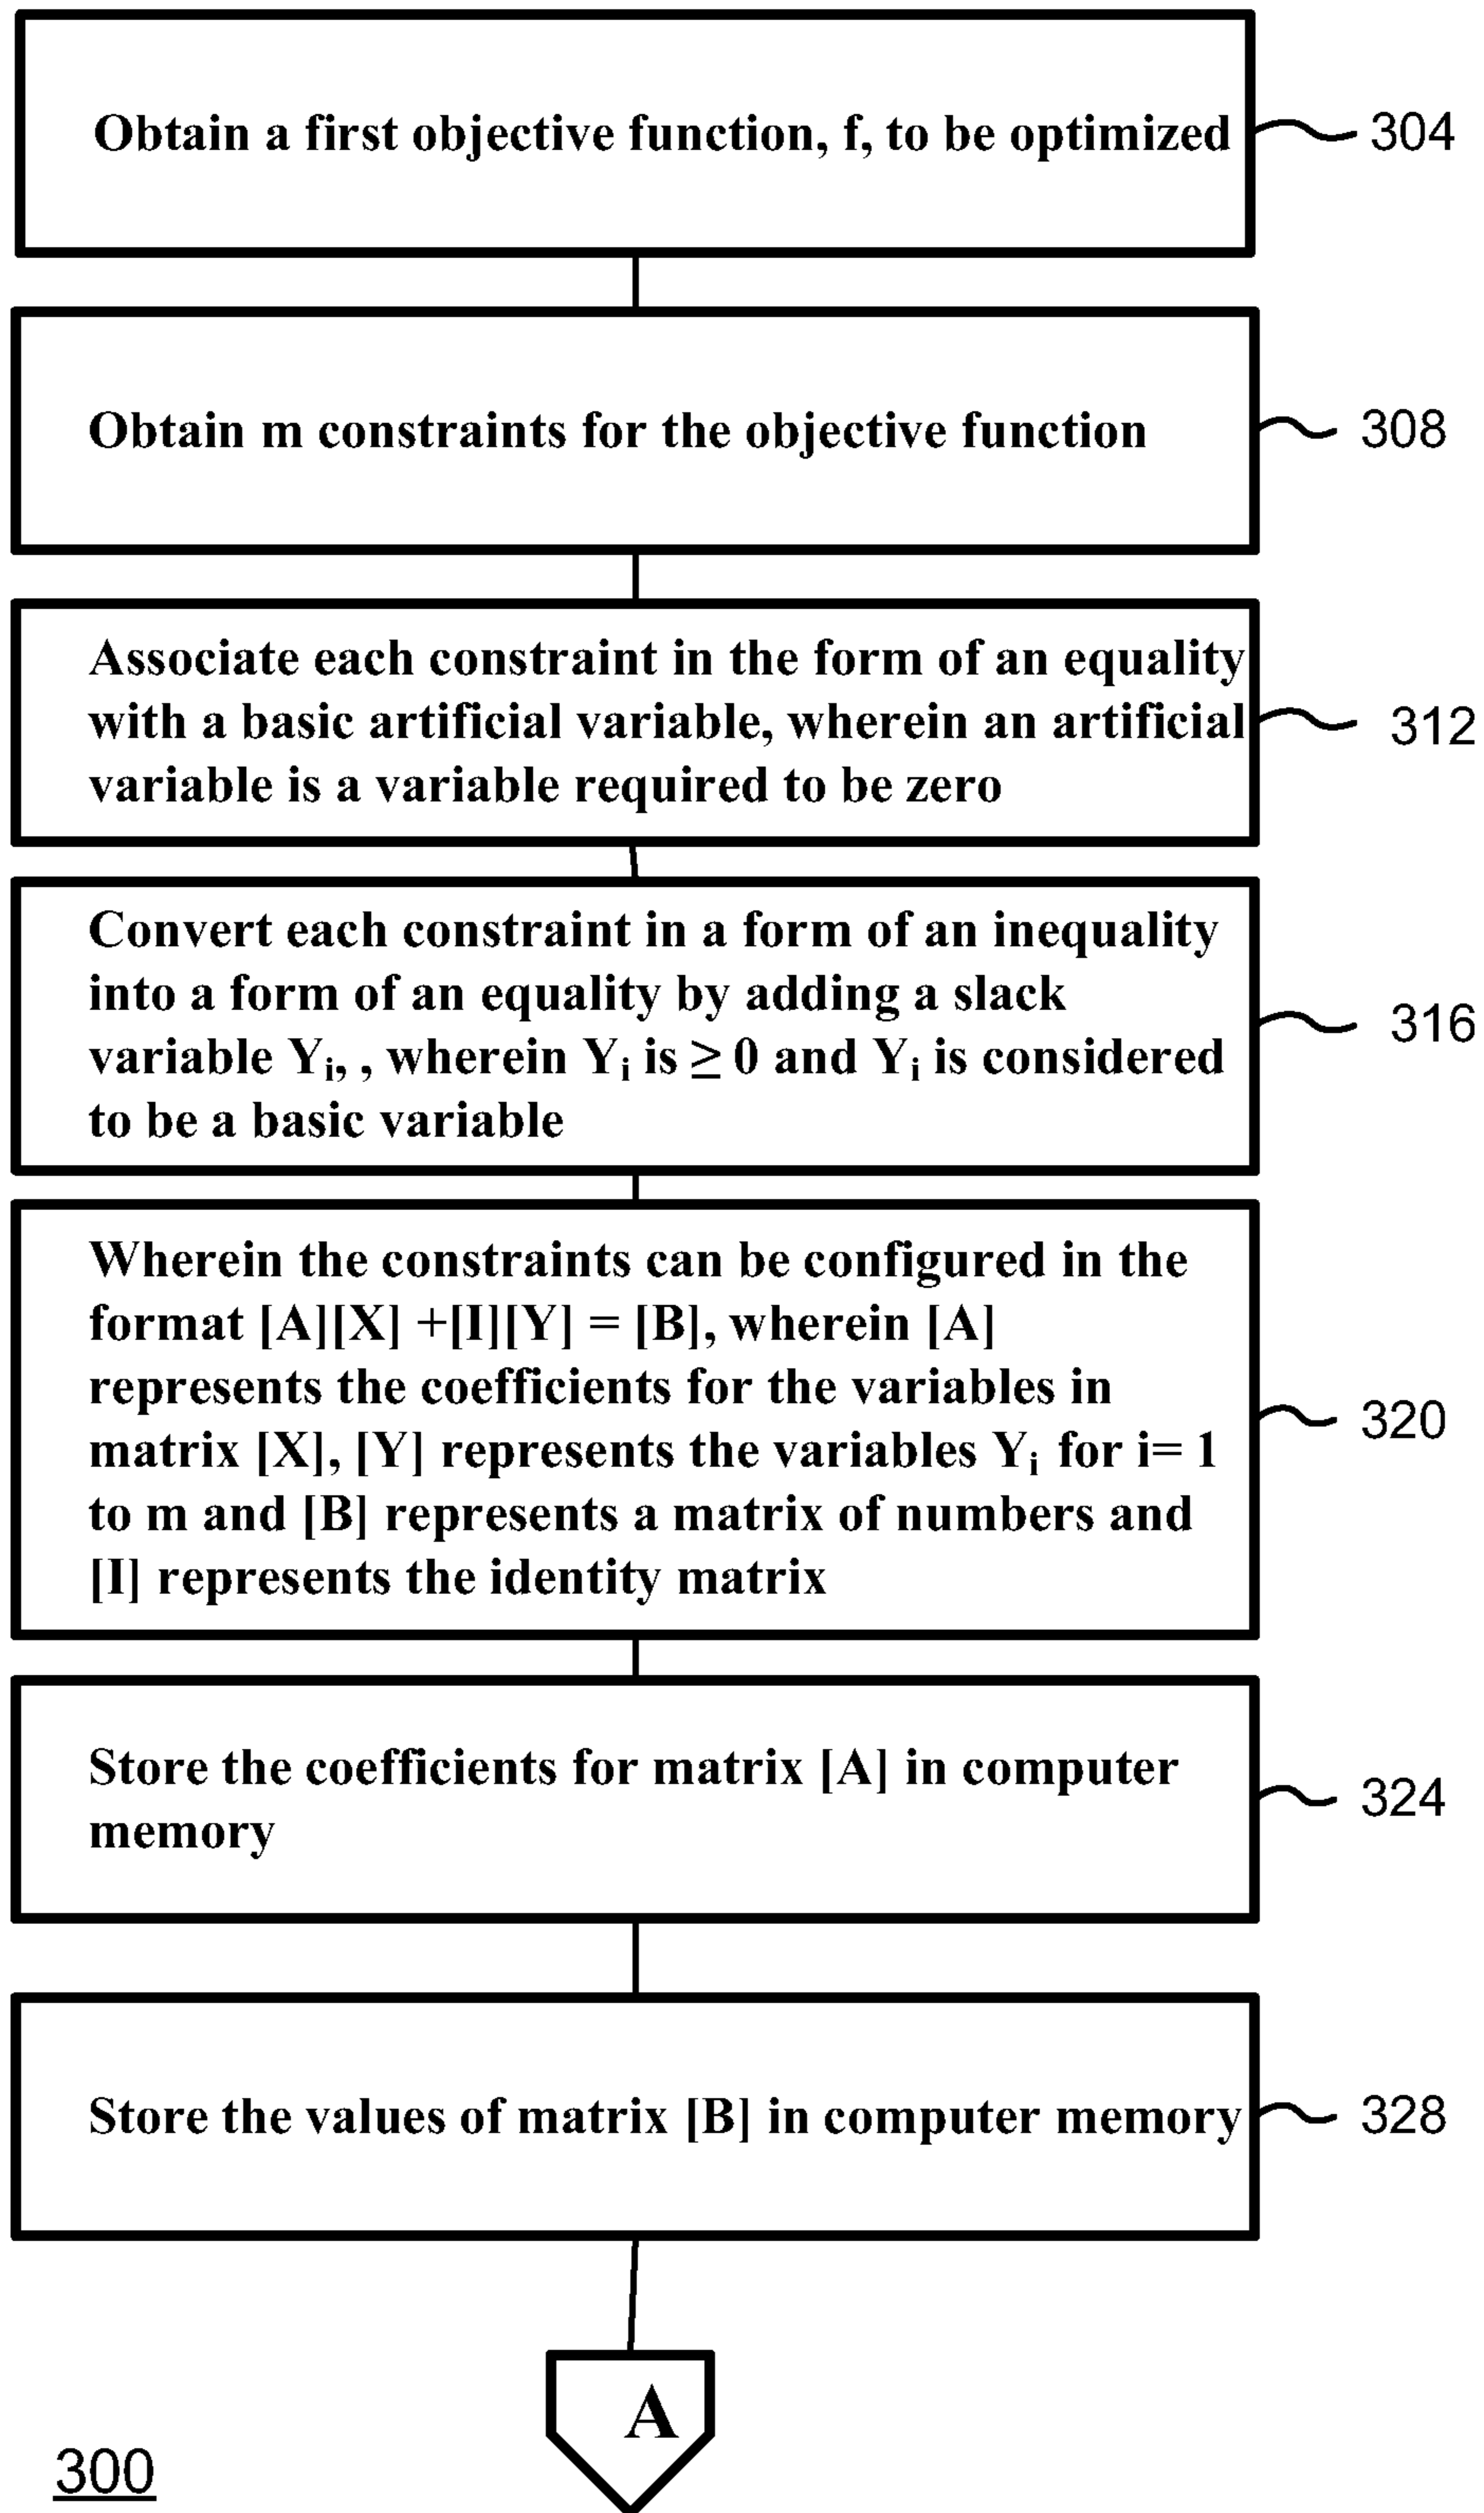 Obtain a first objective function, f, to be optimized
304
Obtain m constraints for the objective function
308
Associate each constraint in the form of an equality
with a basic artificial variable, wherein an artificial
variable is a variable required to be zero
312
Convert each constraint in a form of an inequality
into a form of an equality by adding a slack
variable Yi, , wherein Yi is ≥ 0 and Yi is considered
to be a basic variable
316
Wherein the constraints can be configured in the
format [A][X] +[I][Y] = [B], wherein [A]
represents the coefficients for the variables in
matrix [X], [Y] represents the variables Yi for i= 1
to m and [B] represents a matrix of numbers and
[I] represents the identity matrix
320
Store the coefficients for matrix [A] in computer
memory
324
Store the values of matrix [B] in computer memory
328
A
300